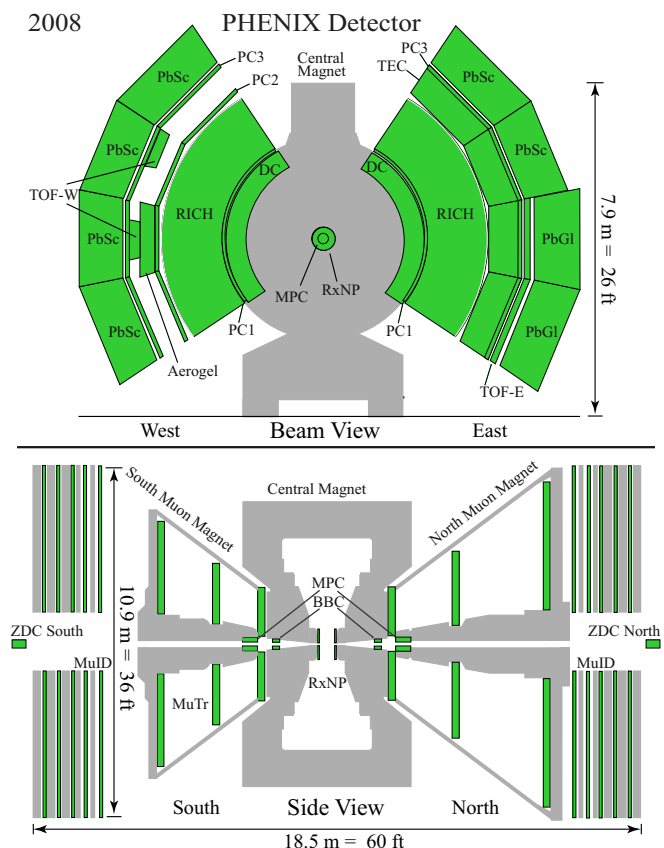 2008
PHENIX Detector
Central
Magnet
PbSc
PC3
PC2
PbSc
TOF-W
PbSc
PbSc
Aerogel
RICH
DC
PC1
MPC
RxNP
PC3
TEC
PbSc
PbSc
DC
RICH
PbGl
PbGl
PC1
TOF-E
7.9 m = 26 ft
West
Beam View
East
South Muon Magnet
Central Magnet
North Muon Magnet
MPC
BBC
ZDC South
ZDC North
MuID
MuID
10.9 m = 36 ft
MuTr
RxNP
South
Side View
North
18.5 m = 60 ft